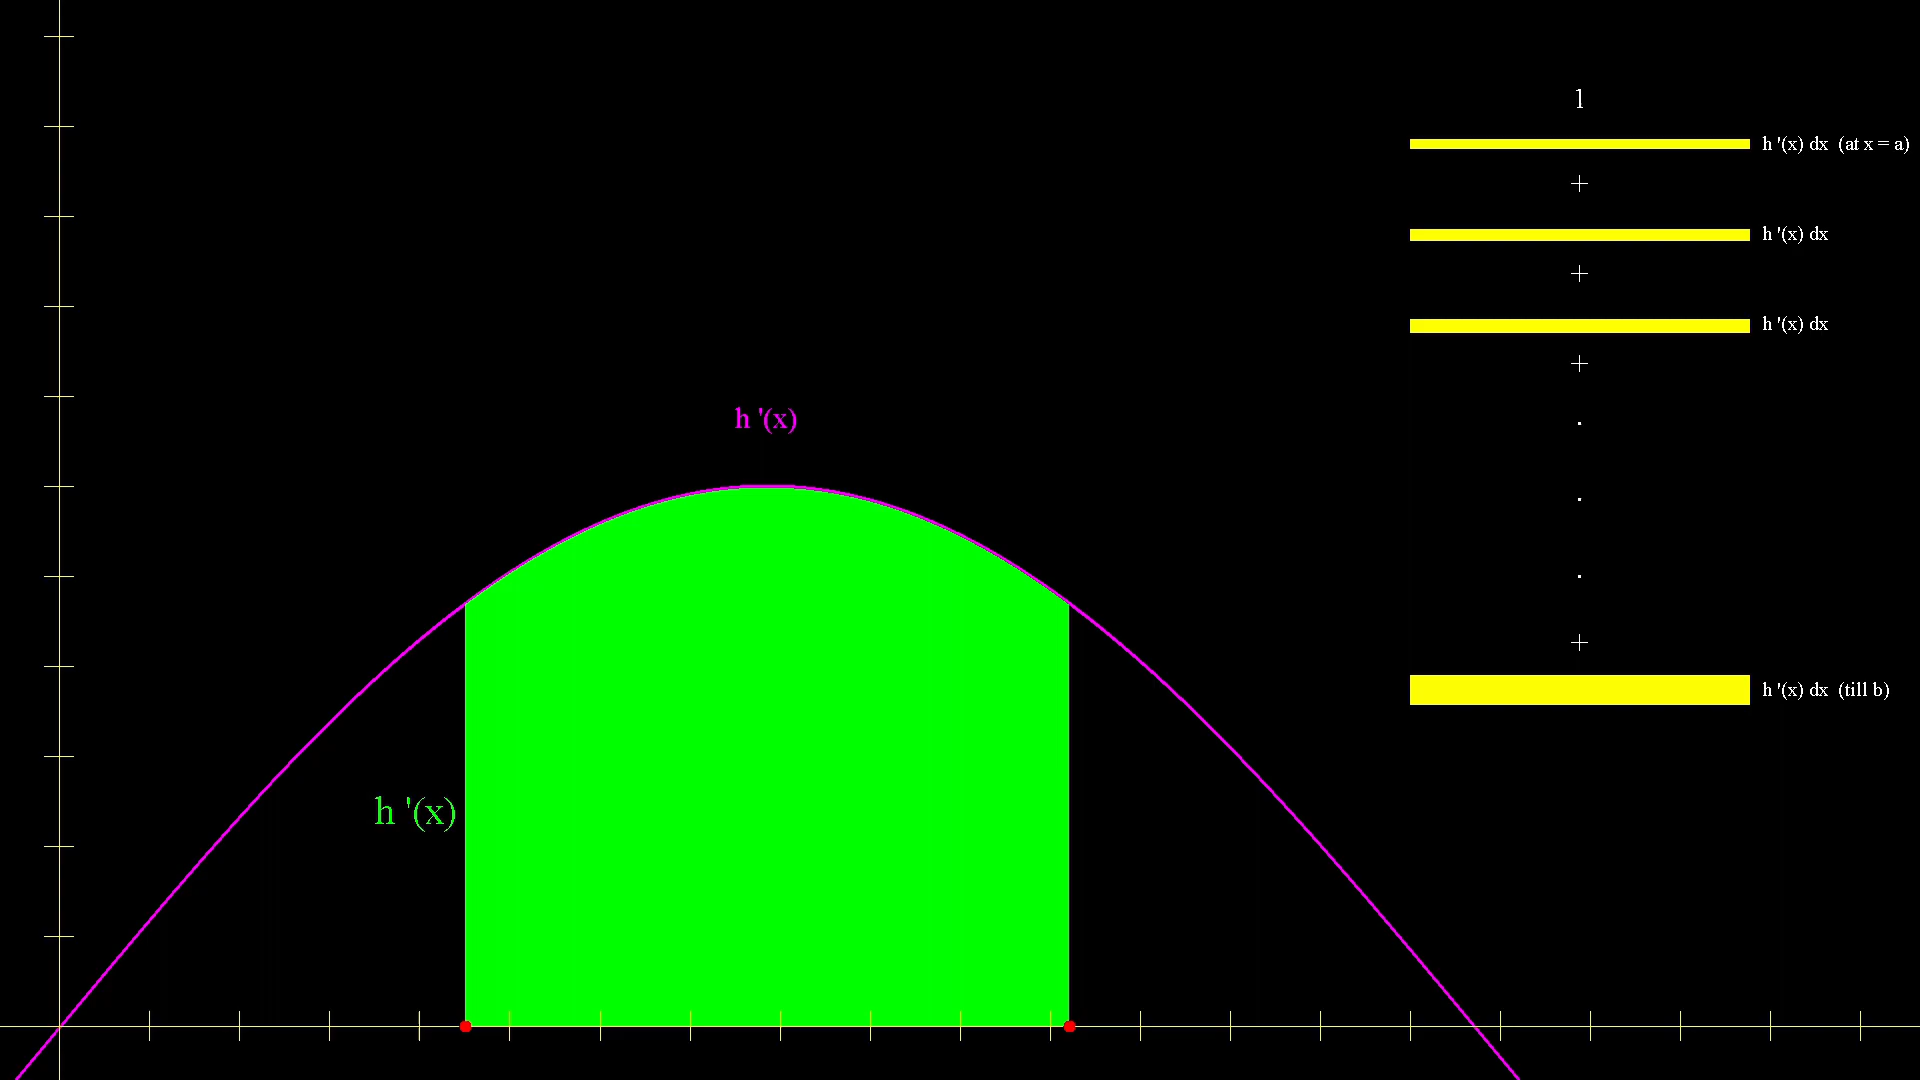 1
h '(x) dx (at x = a)
+
h '(x) dx
+
h '(x) dx
+
.
.
.
+
h '(x) dx (till b)
h '(x)
h '(x)